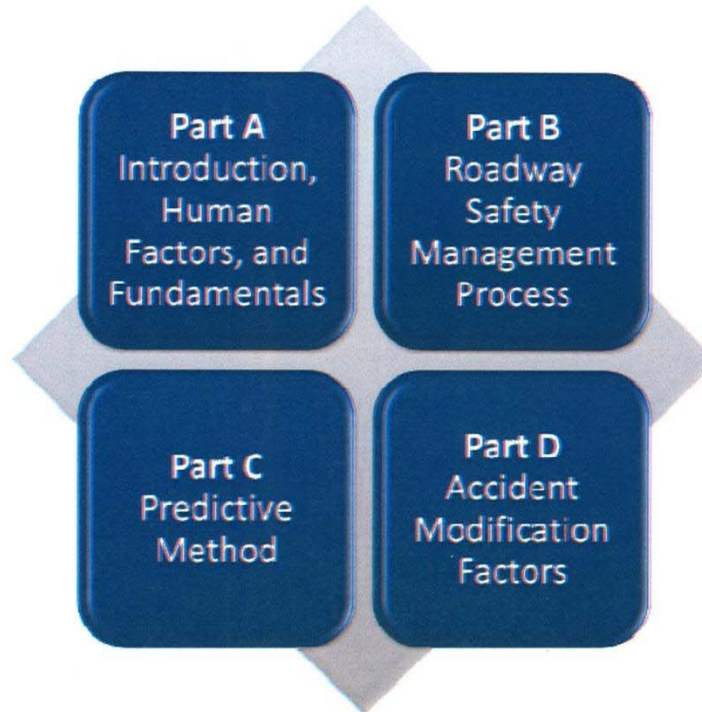 Part A
Introduction,
Human
Factors, and
Fundamentals
Part B
Roadway
Safety
Management
Process
Part C
Predictive
Method
Part D
Accident
Modification
Factors